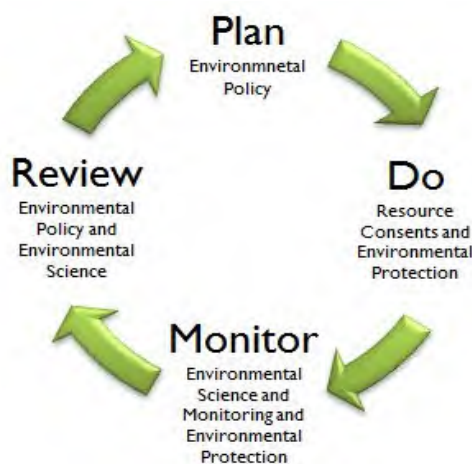 Plan
Environmnetal
Policy
Do
Resource
Consents and
Environmental
Protection
Monitor
Environmental
Science and
Monitoring and
Environmental
Protection
Review
Environmental
Policy and
Environmental
Science